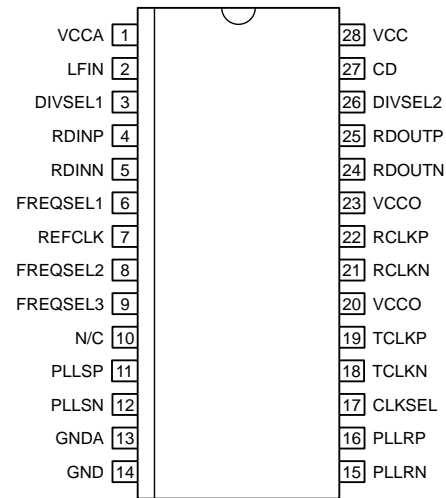 VCCA 1 28 VCC
LFIN 2 27 CD
DIVSEL1 3 26 DIVSEL2
RDINP 4 25 RDOUTP
RDINN 5 24 RDOUTN
FREQSEL1 6 23 VCCO
REFCLK 7 22 RCLKP
FREQSEL2 8 21 RCLKN
FREQSEL3 9 20 VCCO
N/C 10 19 TCLKP
PLLSP 11 18 TCLKN
PLLSN 12 17 CLKSEL
GNDA 13 16 PLLRP
GND 14 15 PLLRN